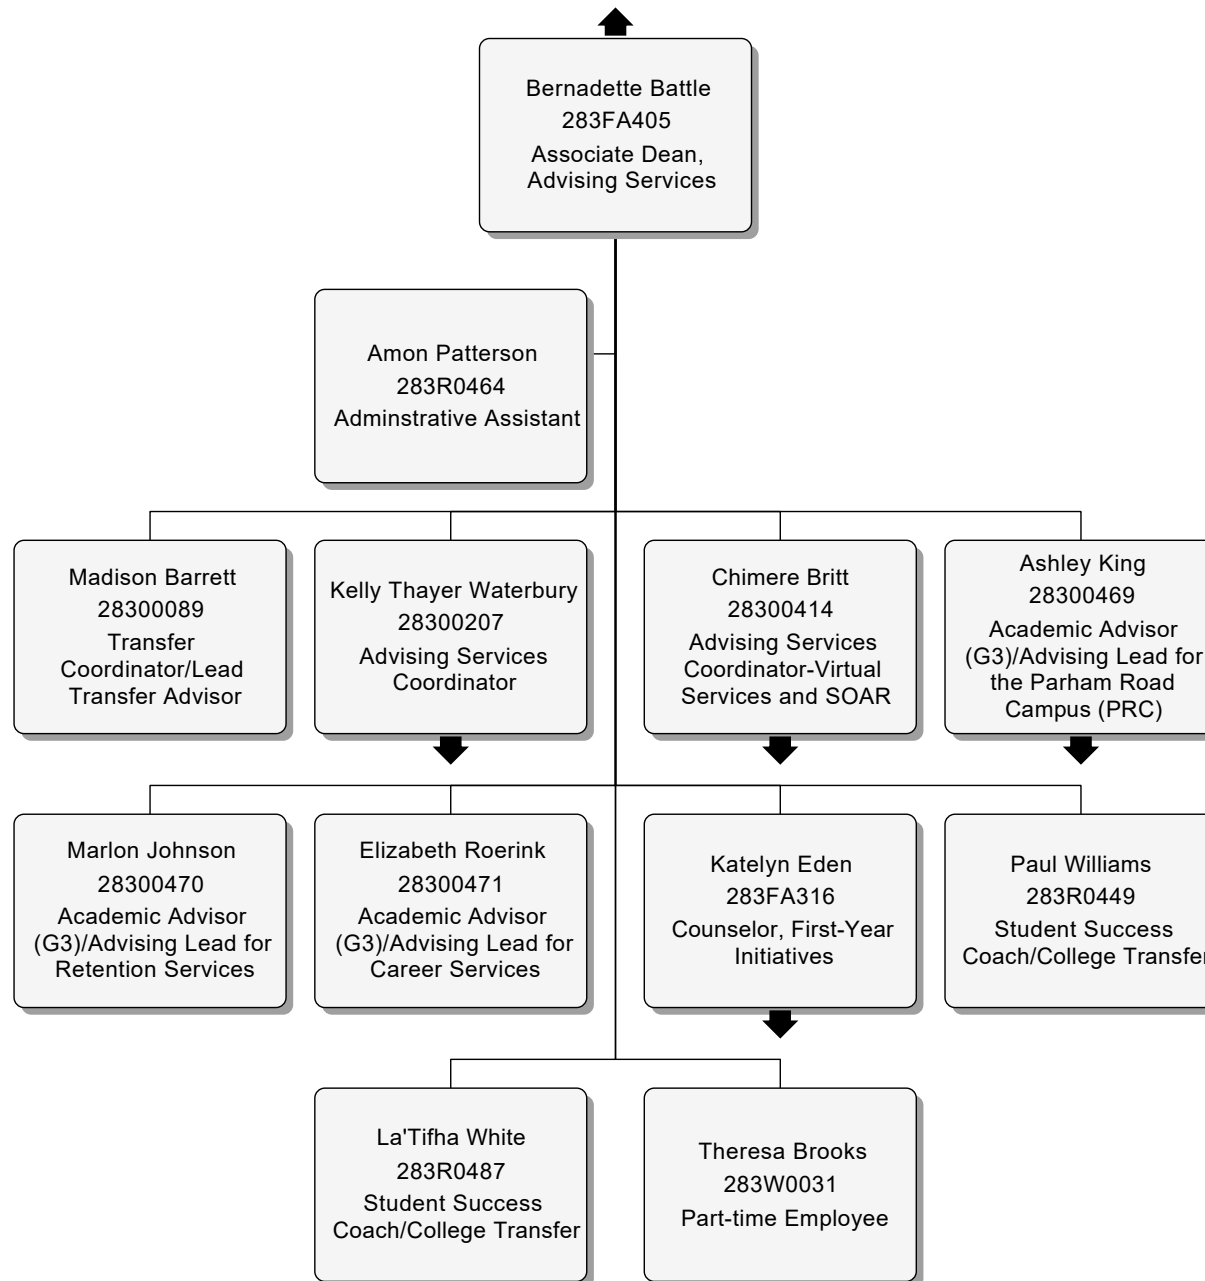 Bernadette Battle
283FA405
Associate Dean,
Advising Services
Amon Patterson
283R0464
Adminstrative Assistant
Madison Barrett
28300089
Transfer
Coordinator/Lead
Transfer Advisor
Kelly Thayer Waterbury
28300207
Advising Services
Coordinator
Chimere Britt
28300414
Advising Services
Coordinator-Virtual
Services and SOAR
Ashley King
28300469
Academic Advisor
(G3)/Advising Lead for
the Parham Road
Campus (PRC)
Marlon Johnson
28300470
Academic Advisor
(G3)/Advising Lead for
Retention Services
Elizabeth Roerink
28300471
Academic Advisor
(G3)/Advising Lead for
Career Services
Katelyn Eden
283FA316
Counselor, First-Year
Initiatives
Paul Williams
283R0449
Student Success
Coach/College Transfer
La'Tifha White
283R0487
Student Success
Coach/College Transfer
Theresa Brooks
283W0031
Part-time Employee